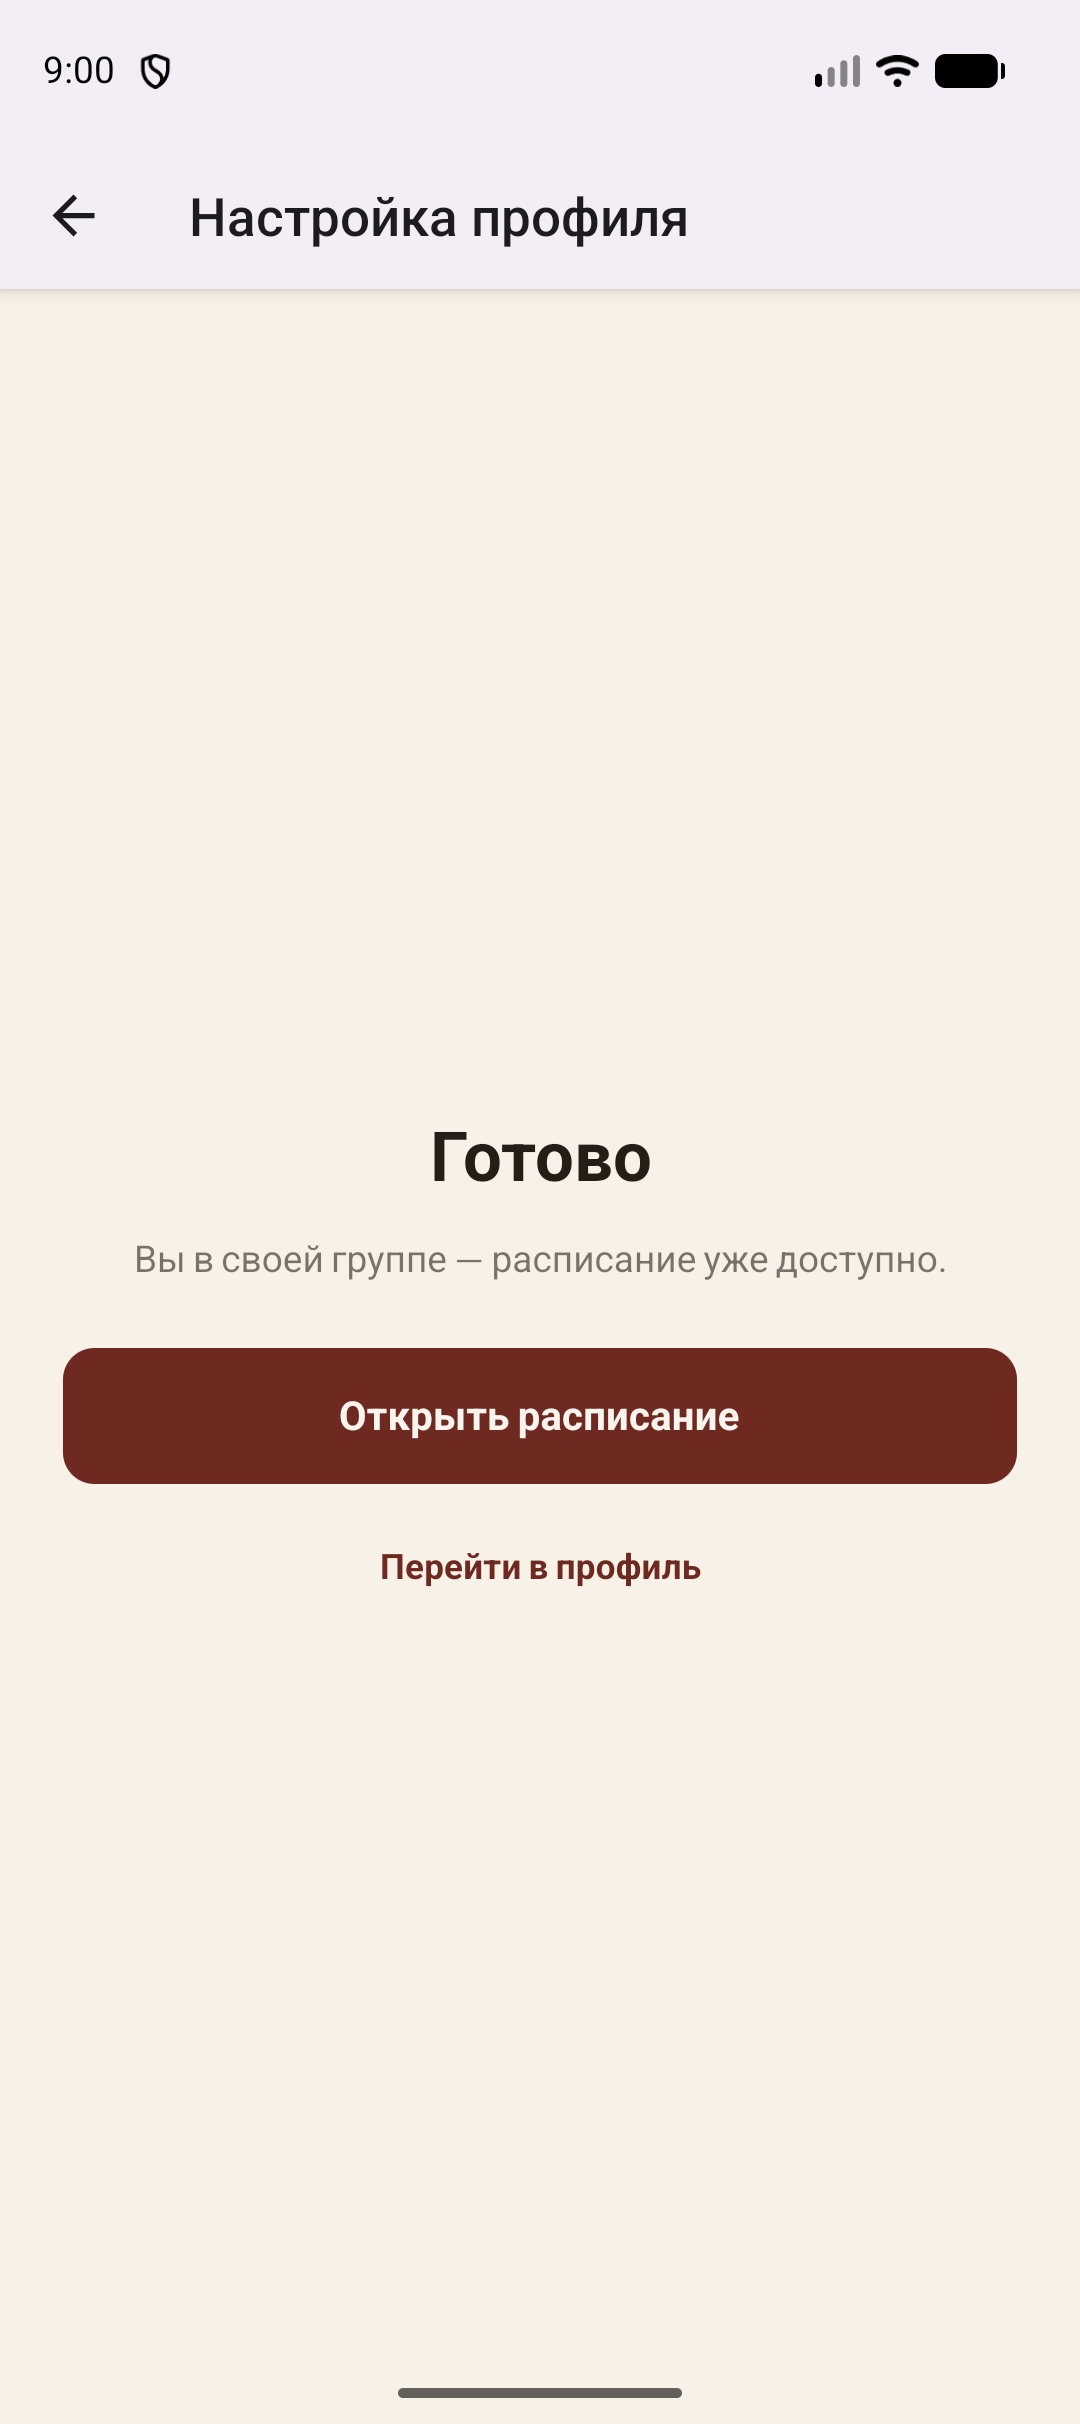 9:00
Настройка профиля
Готово
Вы в своей группе — расписание уже доступно.
Открыть расписание
Перейти в профиль